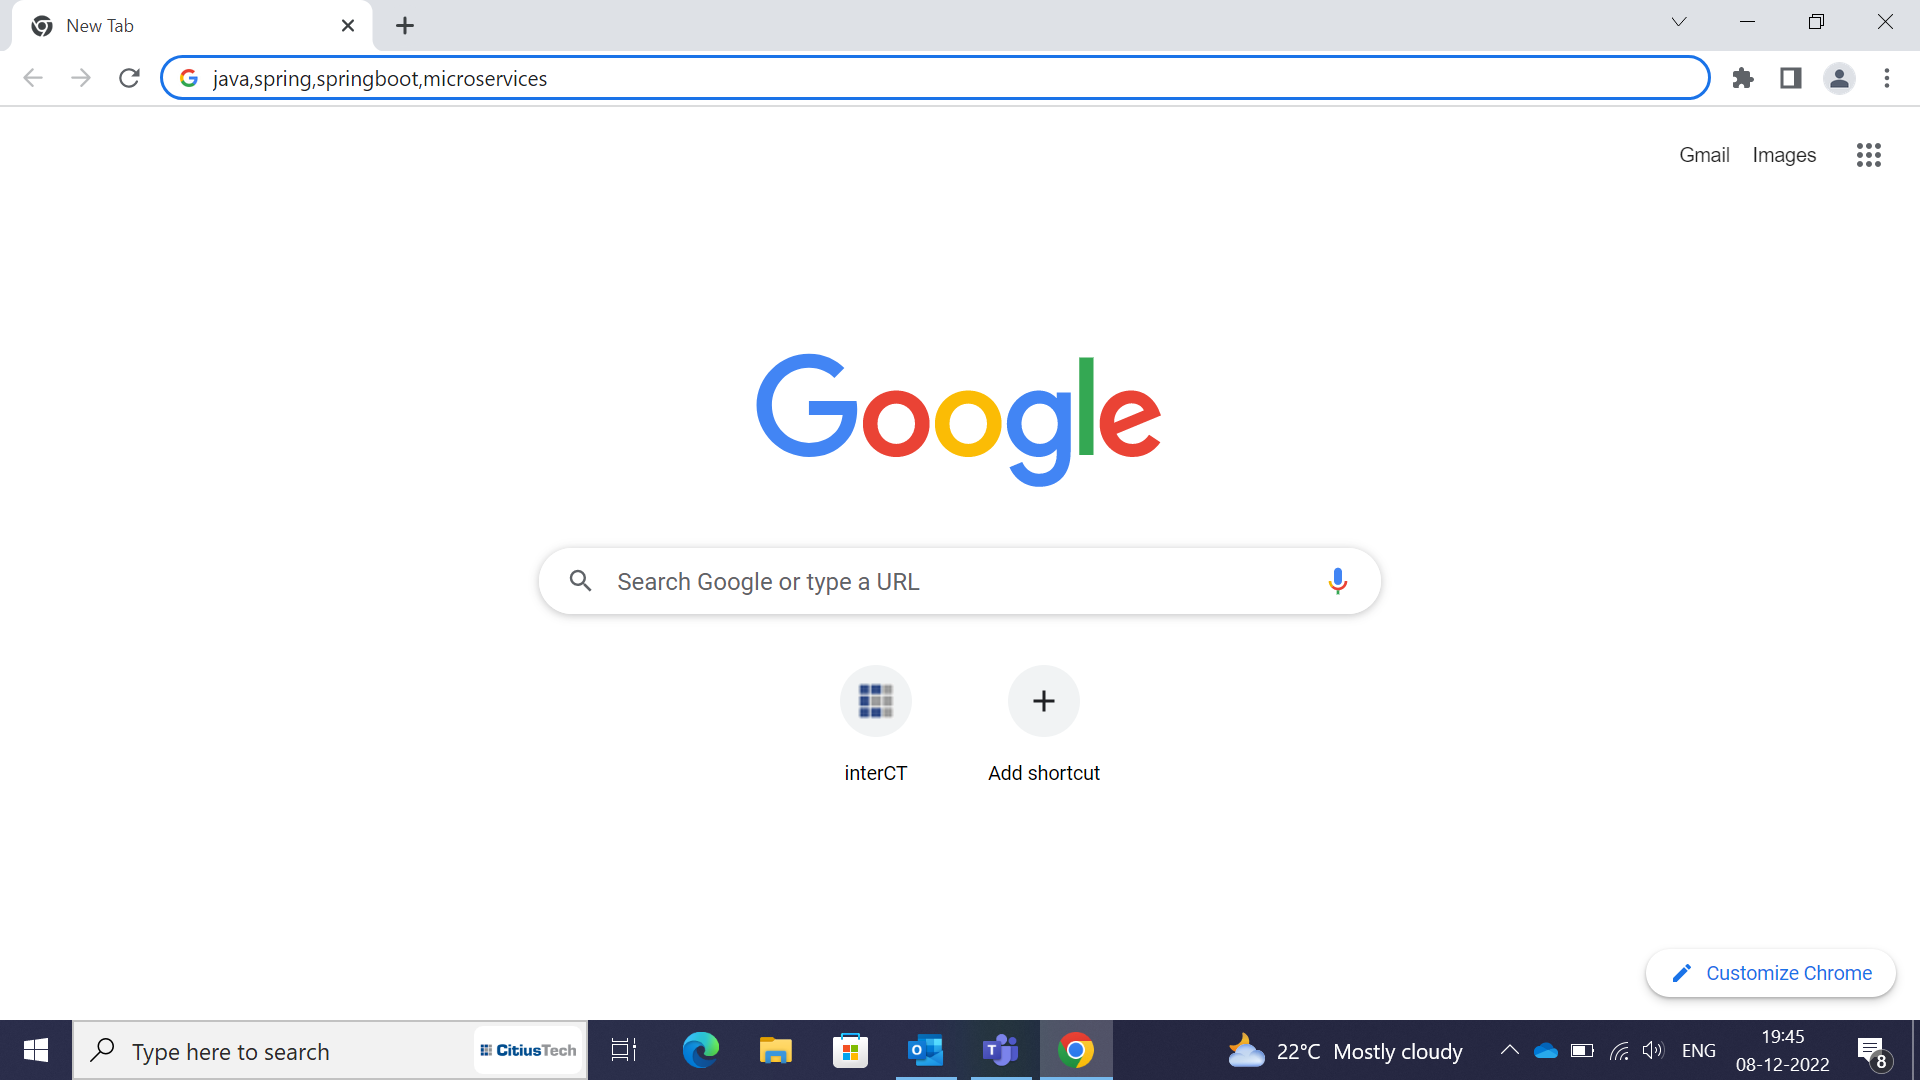 New Tab
java,spring,springboot,microservices
Gmail Images
Google
Search Google or type a URL
interCT Add shortcut
Customize Chrome
Type here to search CitiusTech 22°C Mostly cloudy ENG 19:45
08-12-2022 8